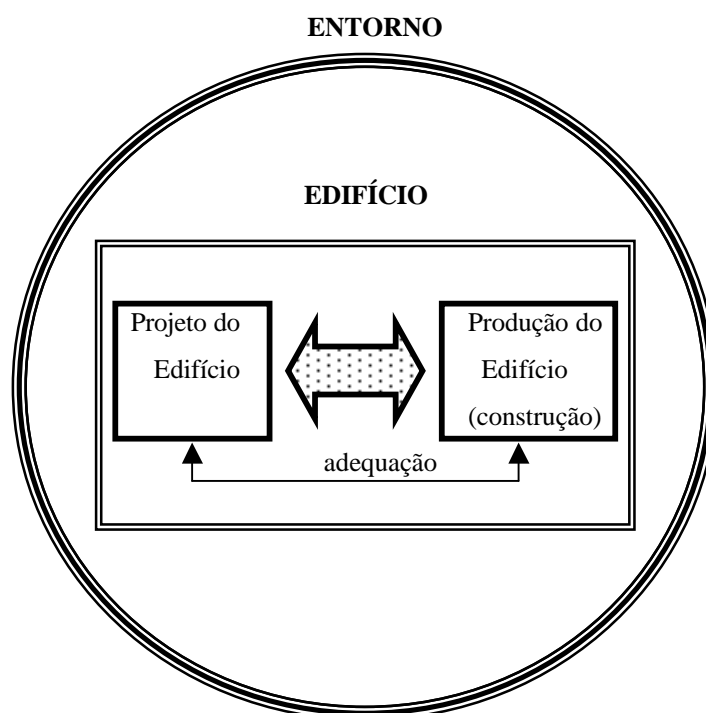 ENTORNO
EDIFÍCIO
Projeto do
Edifício
Produção do
Edifício
(construção)
adequação